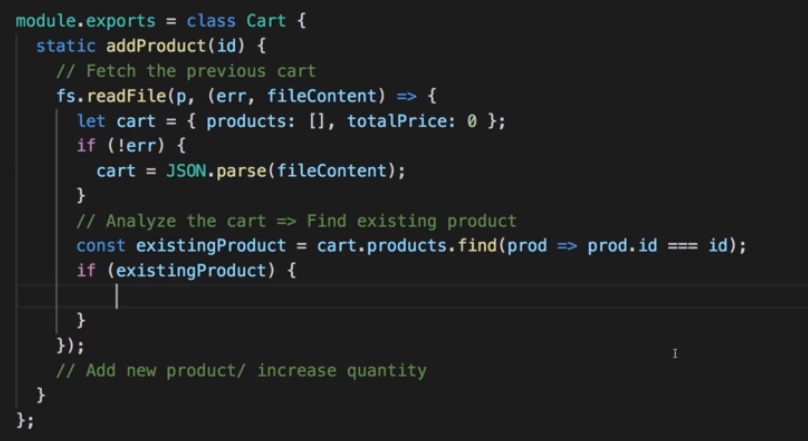 module.exports = class Cart {
static addProduct(id) {
// Fetch the previous cart
fs.readFile(p, (err, fileContent) => {
let cart = { products: [], totalPrice: 0 };
if (!err) {
cart = JSON.parse(fileContent);
}
// Analyze the cart => Find existing product
const existingProduct = cart.products.find(prod => prod.id === id);
if (existingProduct) {
}
});
// Add new product/ increase quantity
}
};